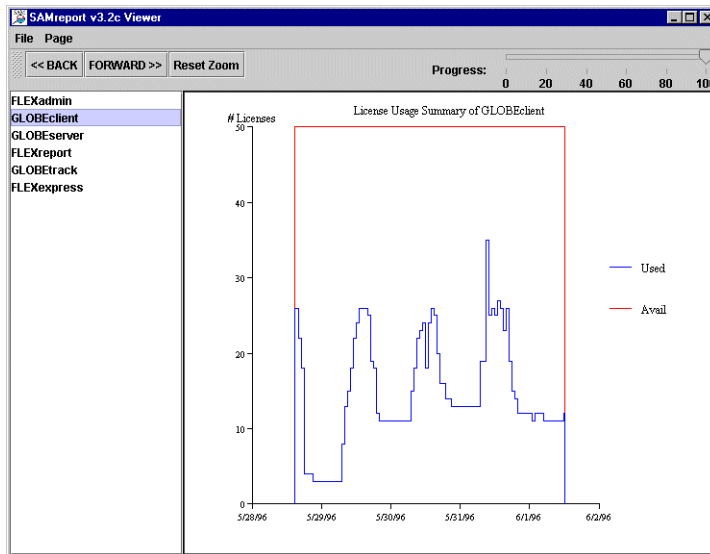 SAMreport v3.2c Viewer
File Page
<< BACK FORWARD >> Reset Zoom
Progress:
0 20 40 60 80 100
FLEXadmin
GLOBEclient
GLOBEserver
FLEXreport
GLOBEtrack
FLEXexpress
License Usage Summary of GLOBEclient
# Licenses
50
40
30
20
10
0
5/28/96 5/29/96 5/30/96 5/31/96 6/1/96 6/2/96
Used
Avail